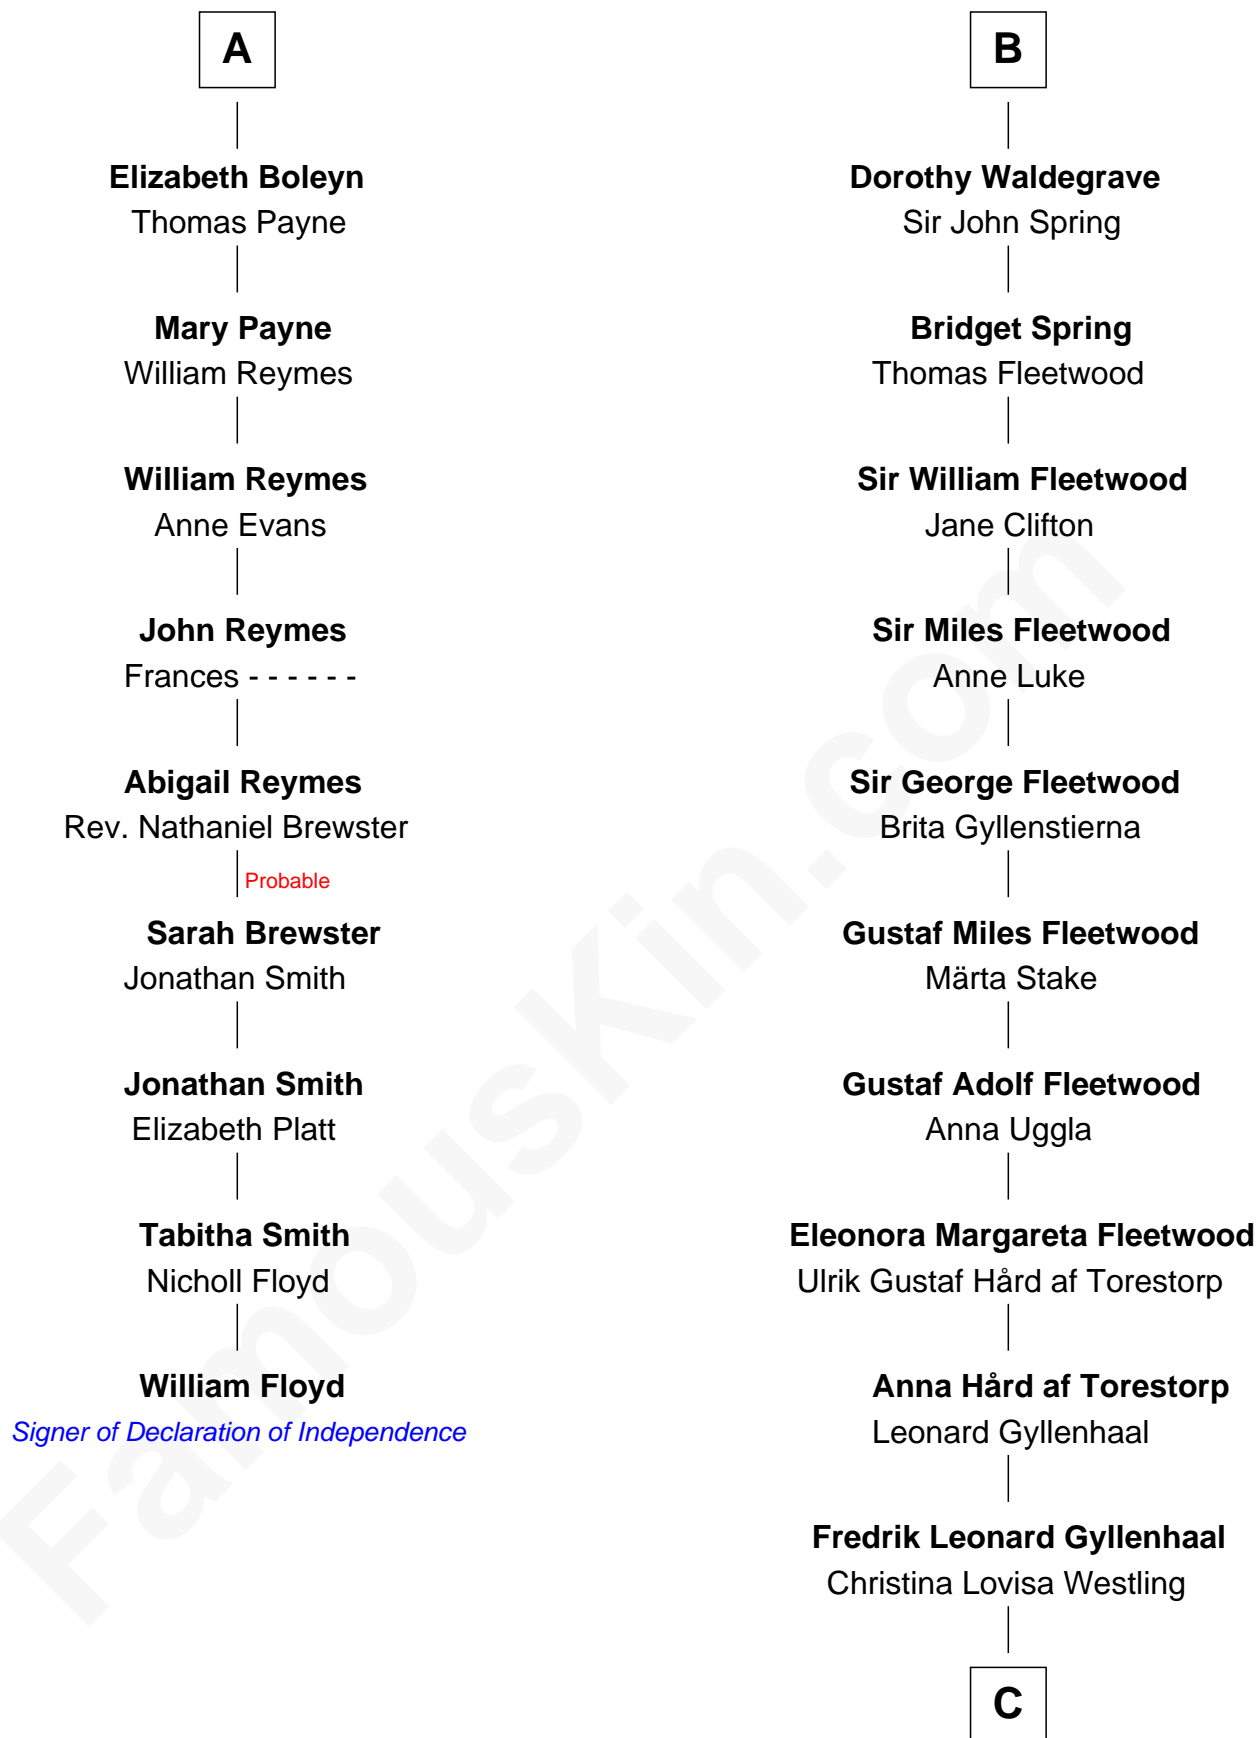 A
Elizabeth Boleyn
Thomas Payne
Mary Payne
William Reymes
William Reymes
Anne Evans
John Reymes
Frances - - - - - -
Abigail Reymes
Rev. Nathaniel Brewster
Probable
Sarah Brewster
Jonathan Smith
Jonathan Smith
Elizabeth Platt
Tabitha Smith
Nicholl Floyd
William Floyd
Signer of Declaration of Independence
B
Dorothy Waldegrave
Sir John Spring
Bridget Spring
Thomas Fleetwood
Sir William Fleetwood
Jane Clifton
Sir Miles Fleetwood
Anne Luke
Sir George Fleetwood
Brita Gyllenstierna
Gustaf Miles Fleetwood
Märta Stake
Gustaf Adolf Fleetwood
Anna Uggla
Eleonora Margareta Fleetwood
Ulrik Gustaf Hård af Torestorp
Anna Hård af Torestorp
Leonard Gyllenhaal
Fredrik Leonard Gyllenhaal
Christina Lovisa Westling
C
FamousKin.com